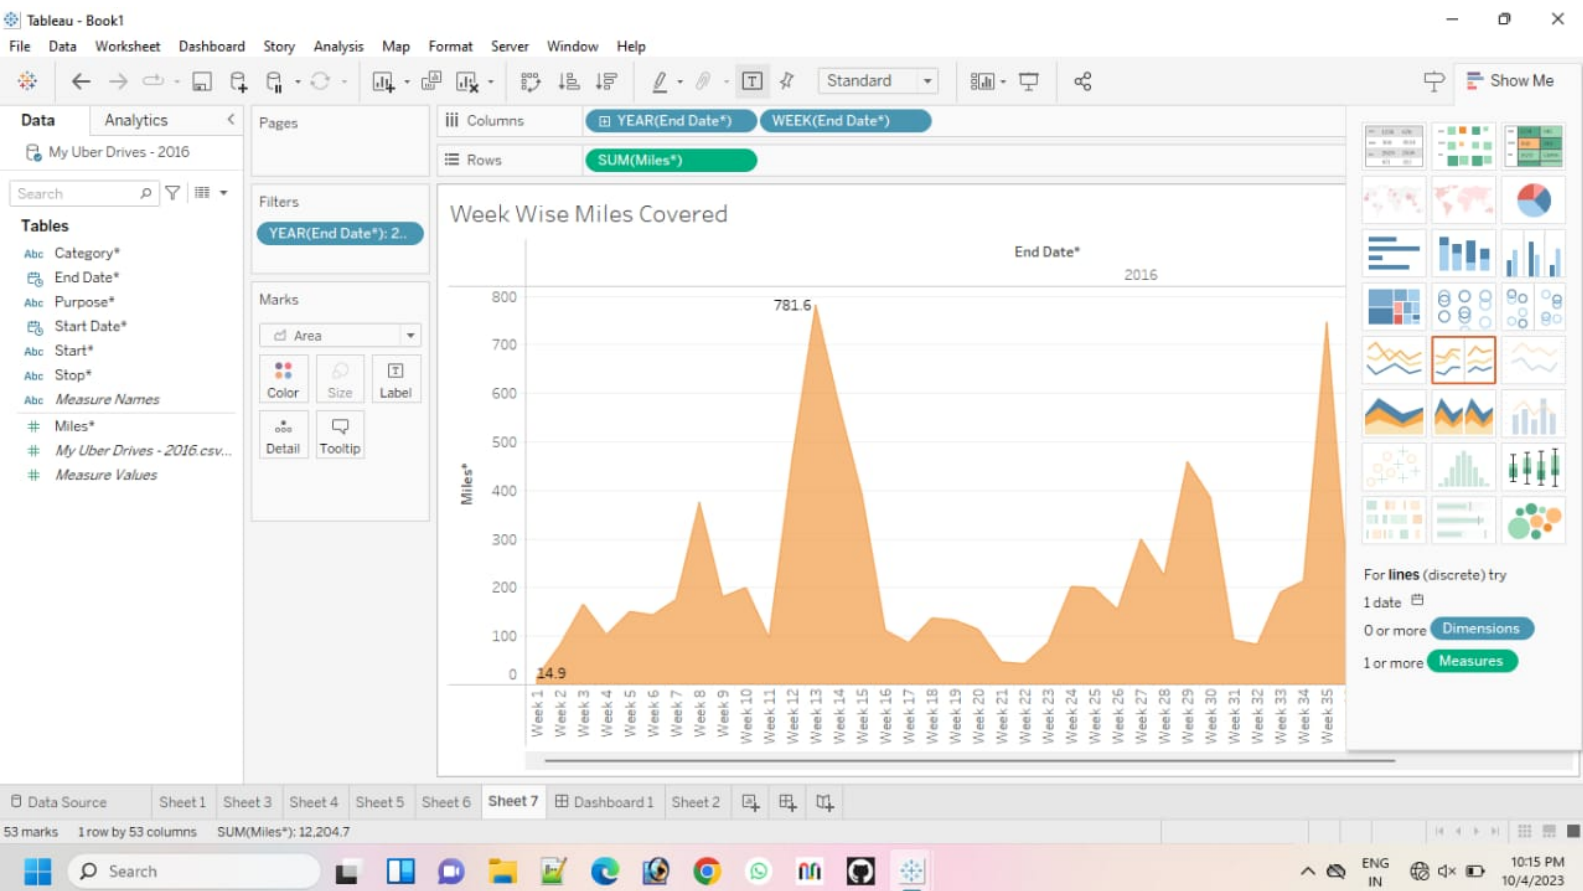 Tableau - Book1
File Data Worksheet Dashboard Story Analysis Map Format Server Window Help
Standard
Show Me
Data Analytics
My Uber Drives - 2016
Search
Tables
Abc Category*
End Date*
Abc Purpose*
Start Date*
Abc Start*
Abc Stop*
Abc Measure Names
# Miles*
# My Uber Drives - 2016.csv...
# Measure Values
Pages
Filters
YEAR(End Date*): 2..
Marks
Area
Color Size Label
Detail Tooltip
Columns YEAR(End Date*) WEEK(End Date*)
Rows SUM(Miles*)
Week Wise Miles Covered
End Date*
2016
Miles*
800
700
600
500
400
300
200
100
0
781.6
14.9
Week 1
Week 2
Week 3
Week 4
Week 5
Week 6
Week 7
Week 8
Week 9
Week 10
Week 11
Week 12
Week 13
Week 14
Week 15
Week 16
Week 17
Week 18
Week 19
Week 20
Week 21
Week 22
Week 23
Week 24
Week 25
Week 26
Week 27
Week 28
Week 29
Week 30
Week 31
Week 32
Week 33
Week 34
Week 35
For lines (discrete) try
1 date
0 or more Dimensions
1 or more Measures
Data Source Sheet 1 Sheet 3 Sheet 4 Sheet 5 Sheet 6 Sheet 7 Dashboard 1 Sheet 2
53 marks 1 row by 53 columns SUM(Miles*): 12,204.7
Search
ENG
IN
10:15 PM
10/4/2023